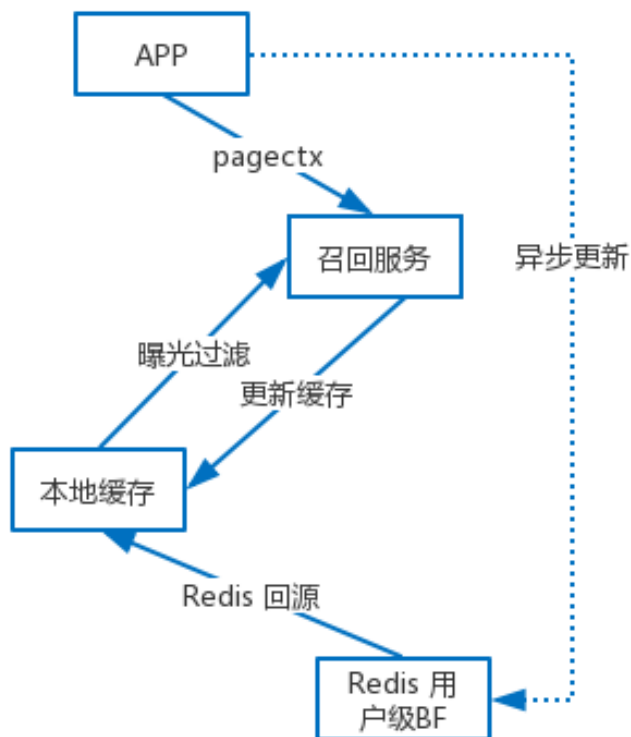 APP
pagectx
召回服务
异步更新
曝光过滤
更新缓存
本地缓存
Redis 回源
Redis 用
户级BF